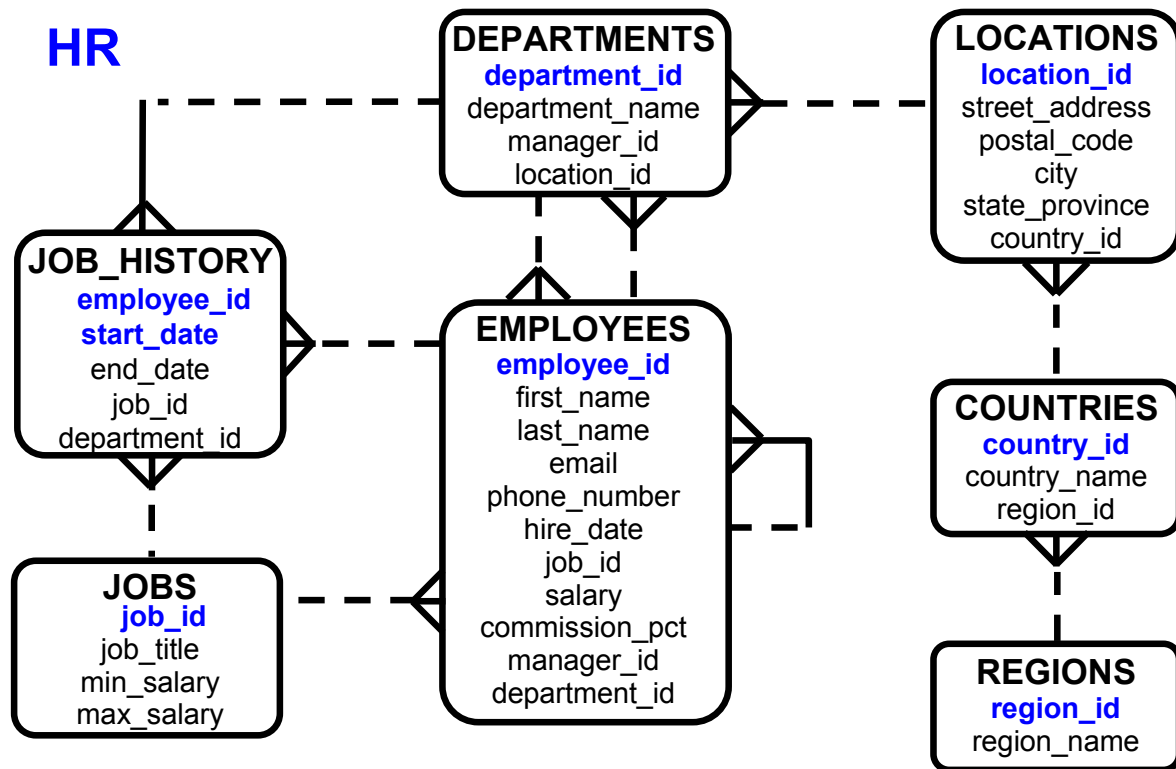 HR
DEPARTMENTS
department_id
department_name
manager_id
location_id
LOCATIONS
location_id
street_address
postal_code
city
state_province
country_id
JOB_HISTORY
employee_id
start_date
end_date
job_id
department_id
EMPLOYEES
employee_id
first_name
last_name
email
phone_number
hire_date
job_id
salary
commission_pct
manager_id
department_id
COUNTRIES
country_id
country_name
region_id
JOBS
job_id
job_title
min_salary
max_salary
REGIONS
region_id
region_name